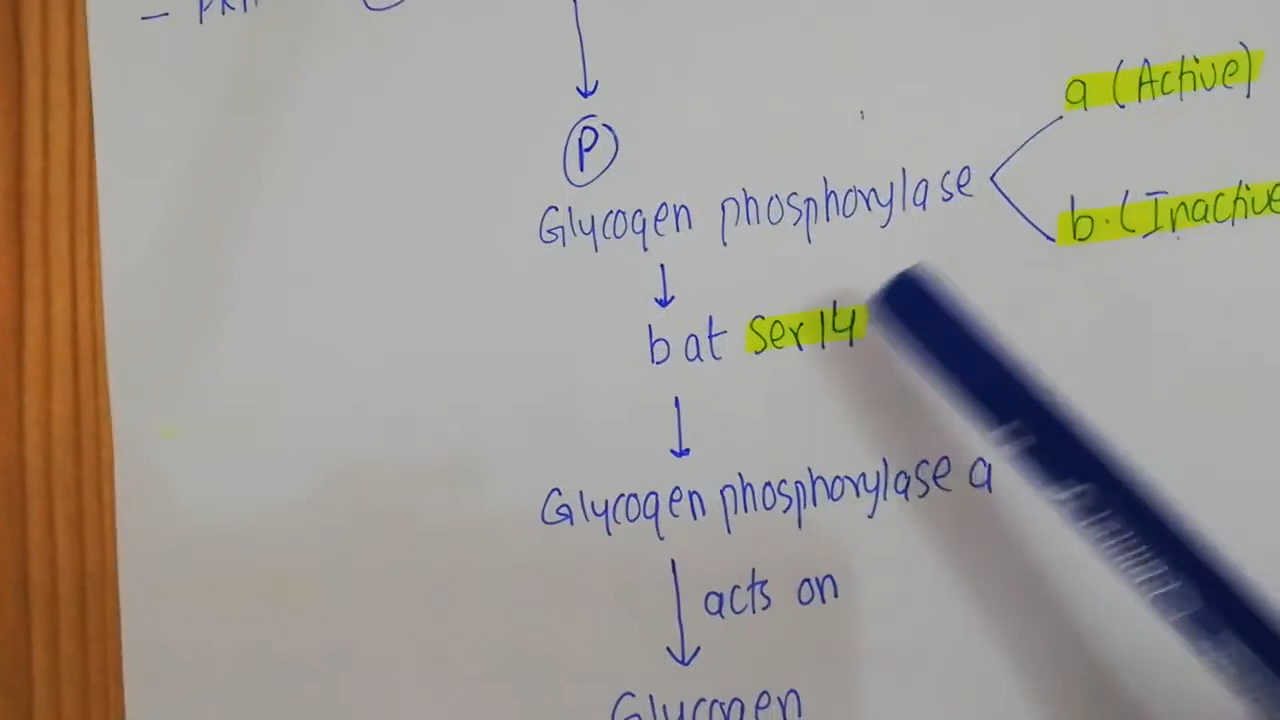 a (Active)
P
Glycogen phosphorylase
b. (Inactive
b at Ser 14
Glycogen phosphorylase a
acts on
Glycogen